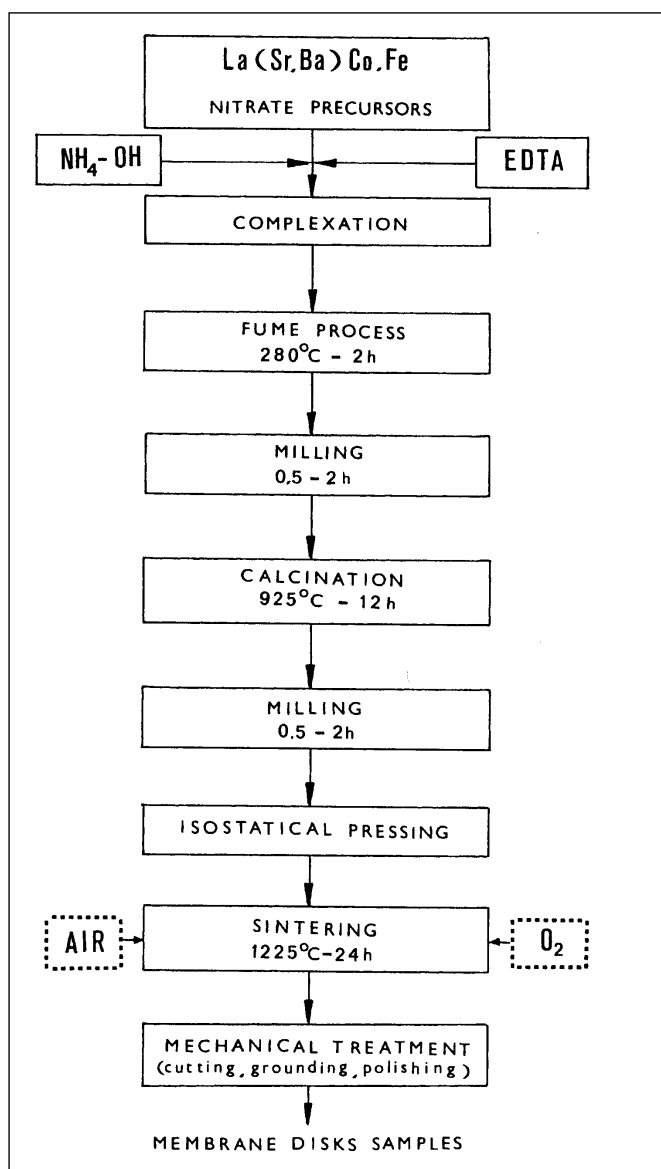 La(Sr,Ba)Co,Fe
NITRATE PRECURSORS
NH₄-OH
EDTA
COMPLEXATION
FUME PROCESS
280°C - 2h
MILLING
0,5 - 2h
CALCINATION
925°C - 12h
MILLING
0.5 - 2h
ISOSTATICAL PRESSING
AIR
SINTERING
1225°C-24h
O₂
MECHANICAL TREATMENT
(cutting, grounding, polishing)
MEMBRANE DISKS SAMPLES